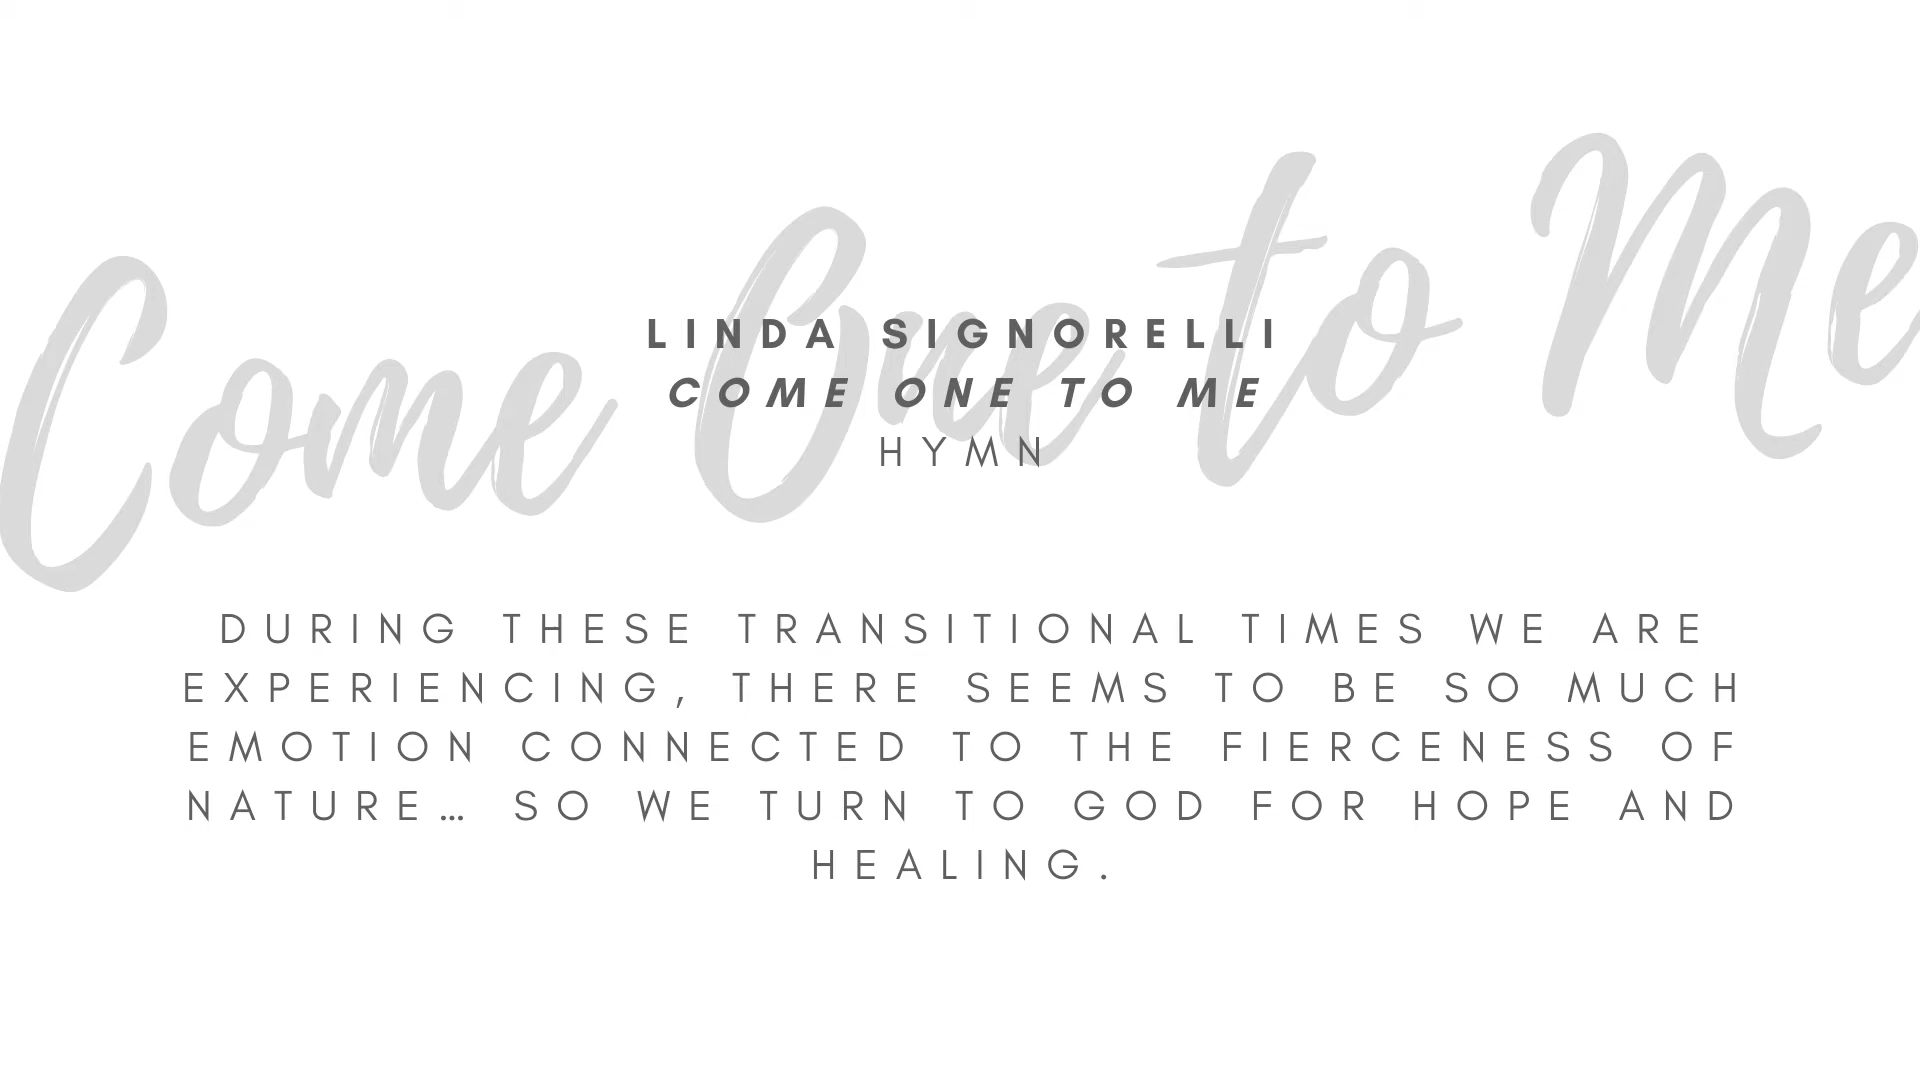 Come One to Me
LINDA SIGNORELLI
COME ONE TO ME
HYMN
DURING THESE TRANSITIONAL TIMES WE ARE
EXPERIENCING, THERE SEEMS TO BE SO MUCH
EMOTION CONNECTED TO THE FIERCENESS OF
NATURE… SO WE TURN TO GOD FOR HOPE AND
HEALING.